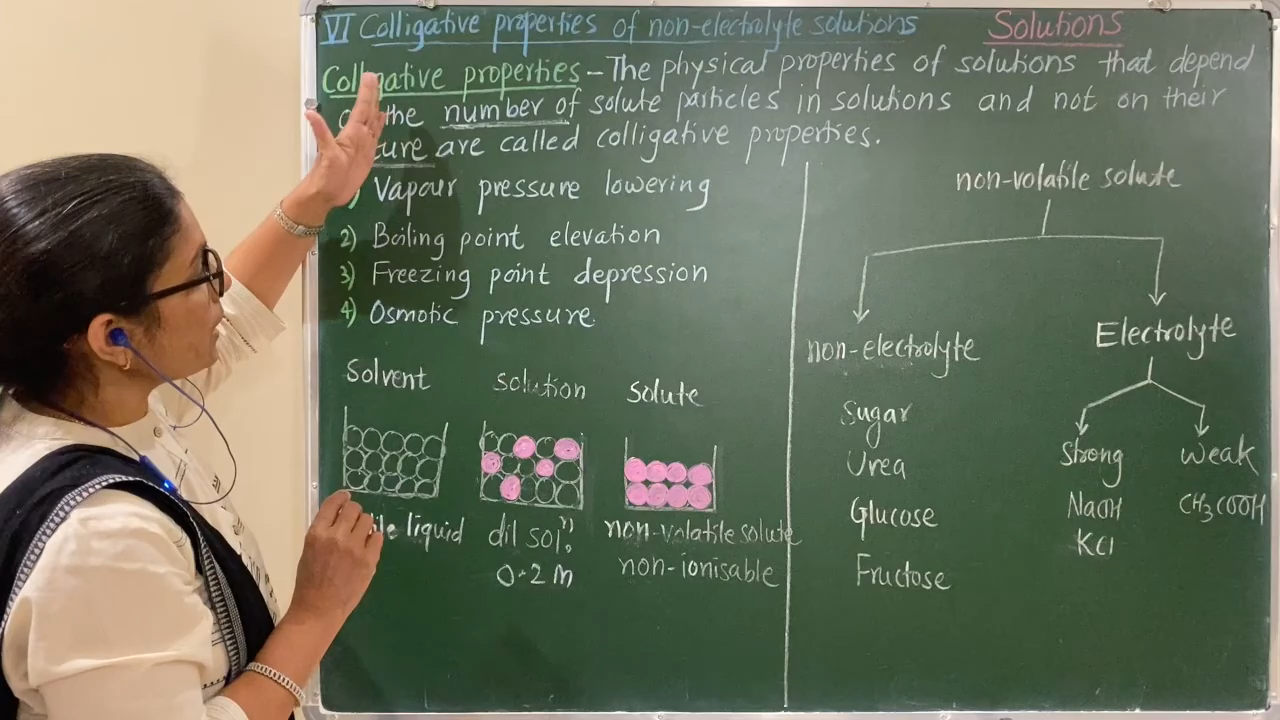 VI Colligative properties of non-electrolyte solutions
Solutions
Colligative properties - The physical properties of solutions that depend
the number of solute particles in solutions and not on their
ture are called colligative properties.
1) Vapour pressure lowering
2) Boiling point elevation
3) Freezing point depression
4) Osmotic pressure.
Solvent
solution
Solute
ile liquid
dil solⁿ.
non-volatile solute
0.2 m
non-ionisable
non-volatile solute
non-electrolyte
Electrolyte
Sugar
Urea
Glucose
Fructose
Strong
weak
NaOH
CH₃COOH
KCl